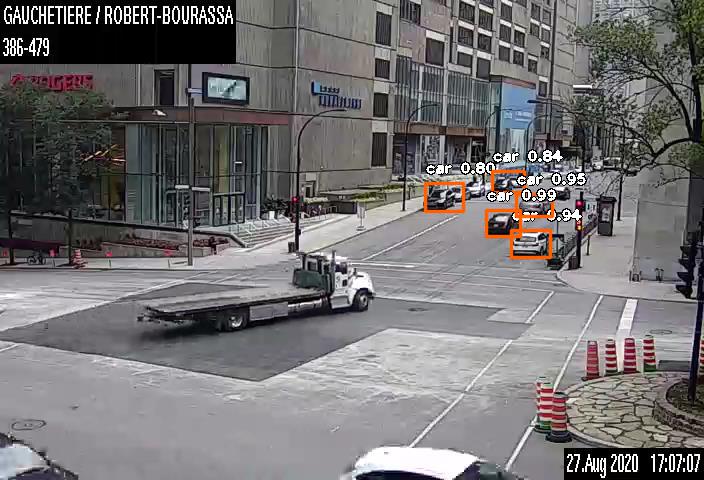 GAUCHETIERE / ROBERT-BOURASSA
386-479
ROGERS
car 0.84
car 0.80
car 0.95
car 0.99
car 0.94
27.Aug 2020 17:07:07